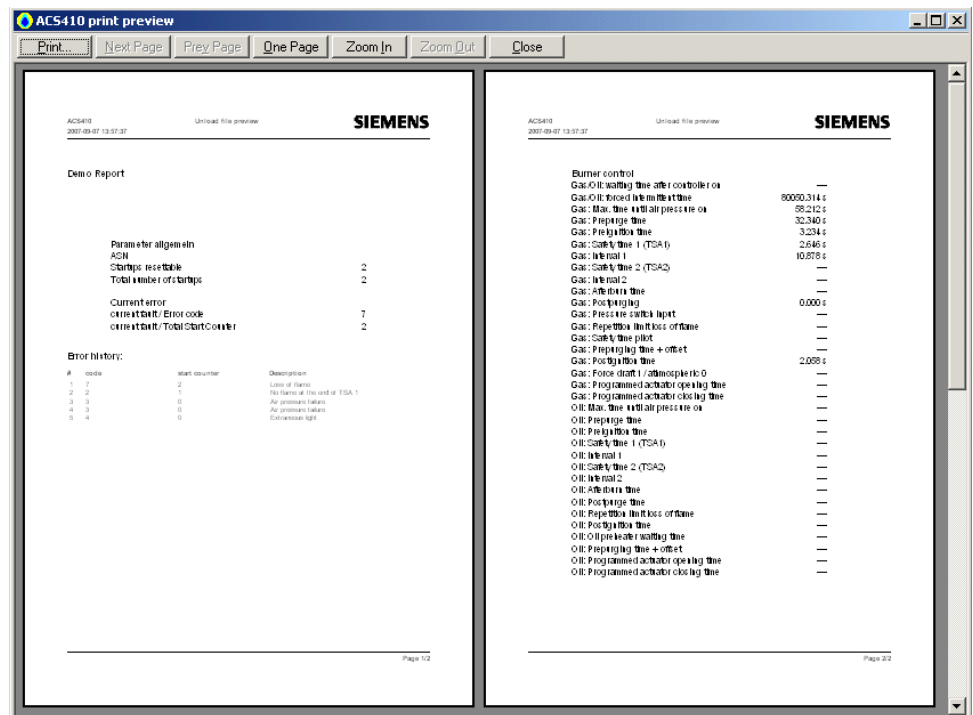 ACS410 print preview
Print... Next Page Prev Page One Page Zoom In Zoom Out Close
ACS410 Unload file preview SIEMENS
2007-09-07 13:57:37
Demo Report
Parameter allgemein
ASN
Startups resettable 2
Total number of startups 2
Current error
current fault / Error code 7
current fault / Total Start Counter 2
Error history:
# code start counter Description
1 7 2 Loss of flame
2 2 1 No flame at the end of TSA 1
3 3 0 Air pressure failure
4 3 0 Air pressure failure
5 4 0 Extraneous light
Page 1/2
ACS410 Unload file preview SIEMENS
2007-09-07 13:57:37
Burner control
Gas/Oil: waiting time after controller on —
Gas/Oil: forced intermittent time 80050.314 s
Gas: Max. time until air pressure on 58.212 s
Gas: Prepurge time 32.340 s
Gas: Preignition time 3.234 s
Gas: Safety time 1 (TSA1) 2.646 s
Gas: Interval 1 10.878 s
Gas: Safety time 2 (TSA2) —
Gas: Interval 2 —
Gas: Afterburn time —
Gas: Postpurging 0.000 s
Gas: Pressure switch input —
Gas: Repetition limit loss of flame —
Gas: Safety time pilot —
Gas: Prepurging time + offset —
Gas: Postignition time 2.058 s
Gas: Force draft 1 / atmospheric 0 —
Gas: Programmed actuator opening time —
Gas: Programmed actuator closing time —
Oil: Max. time until air pressure on —
Oil: Prepurge time —
Oil: Preignition time —
Oil: Safety time 1 (TSA1) —
Oil: Interval 1 —
Oil: Safety time 2 (TSA2) —
Oil: Interval 2 —
Oil: Afterburn time —
Oil: Postpurge time —
Oil: Repetition limit loss of flame —
Oil: Postignition time —
Oil: Oil preheater waiting time —
Oil: Prepurging time + offset —
Oil: Programmed actuator opening time —
Oil: Programmed actuator closing time —
Page 2/2